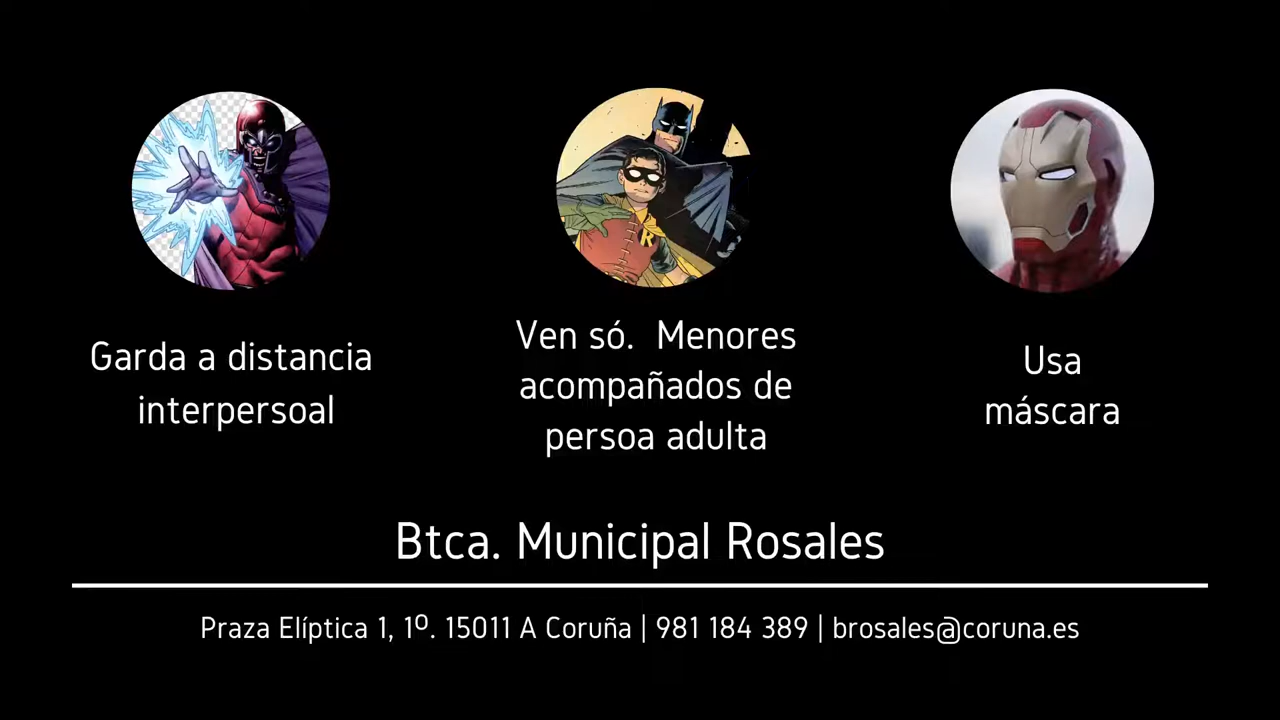 Garda a distancia
interpersoal
Ven só. Menores
acompañados de
persoa adulta
Usa
máscara
Btca. Municipal Rosales
Praza Elíptica 1, 1º. 15011 A Coruña | 981 184 389 | brosales@coruna.es